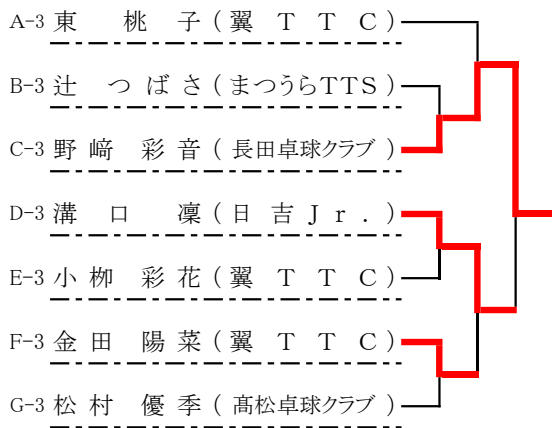 A-3 東 桃 子 ( 翼 T T C )
B-3 辻 つ ば さ ( まつうらTTS )
C-3 野 﨑 彩 音 ( 長田卓球クラブ )
D-3 溝 口 凜 ( 日 吉 J r . )
E-3 小 栁 彩 花 ( 翼 T T C )
F-3 金 田 陽 菜 ( 翼 T T C )
G-3 松 村 優 季 ( 髙松卓球クラブ )